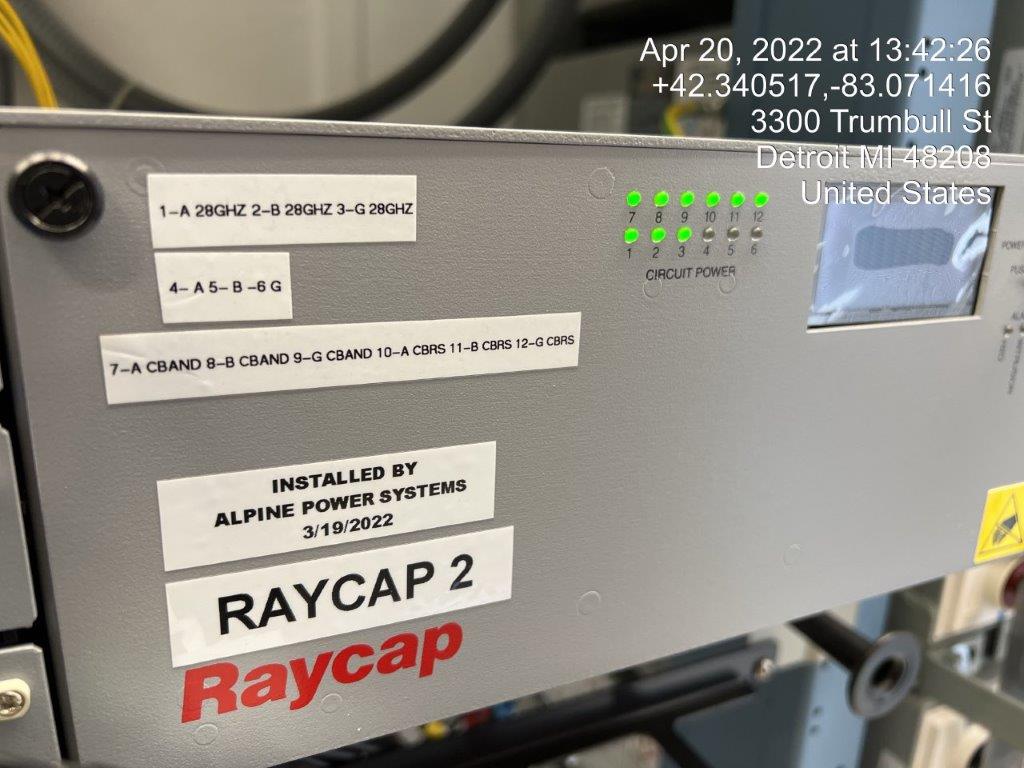 Apr 20, 2022 at 13:42:26
+42.340517,-83.071416
3300 Trumbull St
Detroit MI 48208
United States
1-A 28GHZ 2-B 28GHZ 3-G 28GHZ
4- A 5- B -6 G
7-A CBAND 8-B CBAND 9-G CBAND 10-A CBRS 11-B CBRS 12-G CBRS
7 8 9 10 11 12
1 2 3 4 5 6
CIRCUIT POWER
INSTALLED BY
ALPINE POWER SYSTEMS
3/19/2022
RAYCAP 2
Raycap